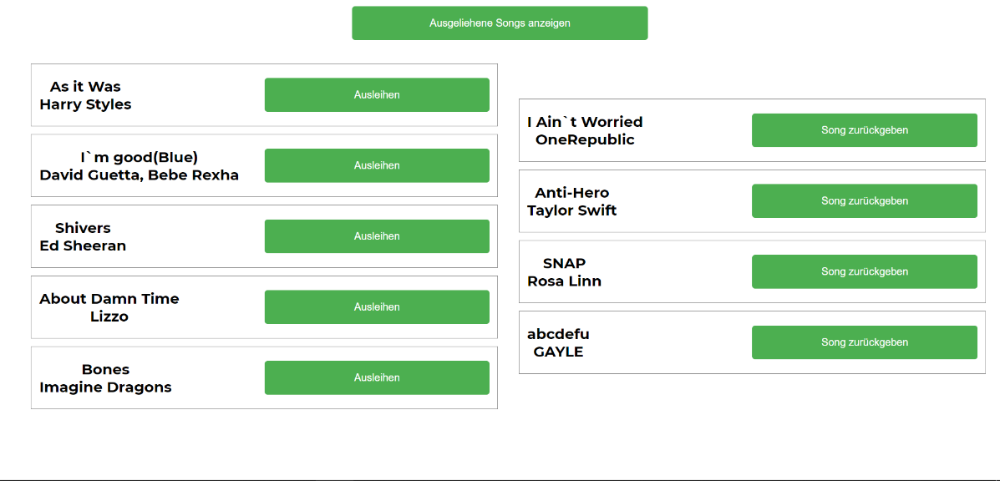 Ausgeliehene Songs anzeigen
As it Was
Harry Styles
Ausleihen
I`m good(Blue)
David Guetta, Bebe Rexha
Ausleihen
Shivers
Ed Sheeran
Ausleihen
About Damn Time
Lizzo
Ausleihen
Bones
Imagine Dragons
Ausleihen
I Ain`t Worried
OneRepublic
Song zurückgeben
Anti-Hero
Taylor Swift
Song zurückgeben
SNAP
Rosa Linn
Song zurückgeben
abcdefu
GAYLE
Song zurückgeben